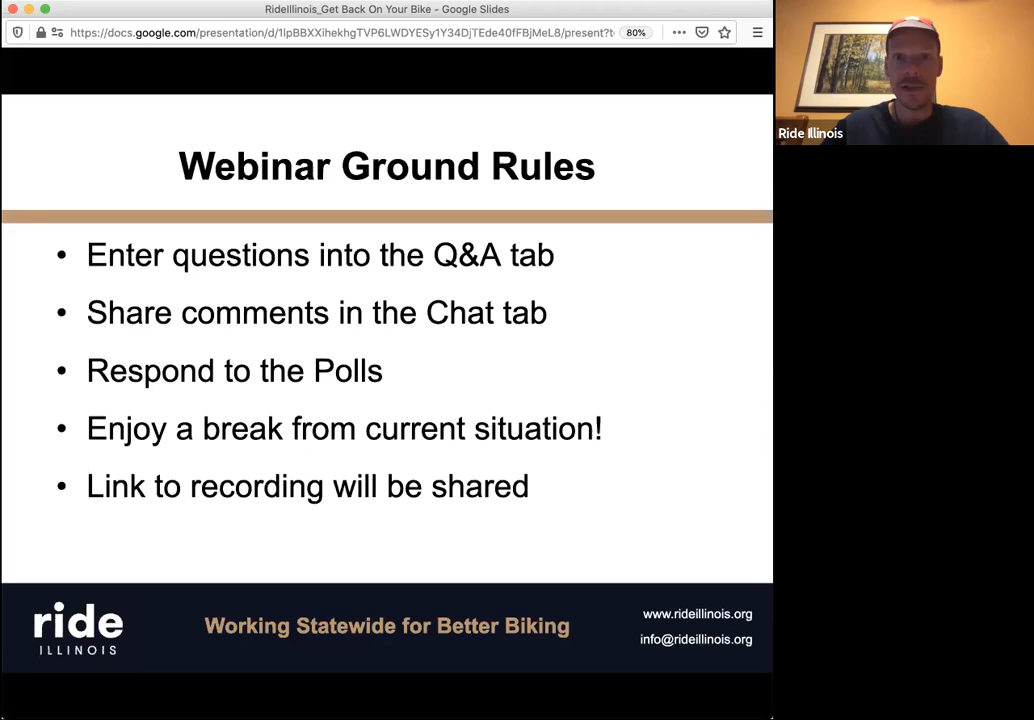 RideIllinois_Get Back On Your Bike - Google Slides
https://docs.google.com/presentation/d/1lpBBXXihekhgTVP6LWDYESy1Y34DjTEde40fFBjMeL8/present?t
80%
Ride Illinois
Webinar Ground Rules
• Enter questions into the Q&A tab
• Share comments in the Chat tab
• Respond to the Polls
• Enjoy a break from current situation!
• Link to recording will be shared
ride
ILLINOIS
Working Statewide for Better Biking
www.rideillinois.org
info@rideillinois.org